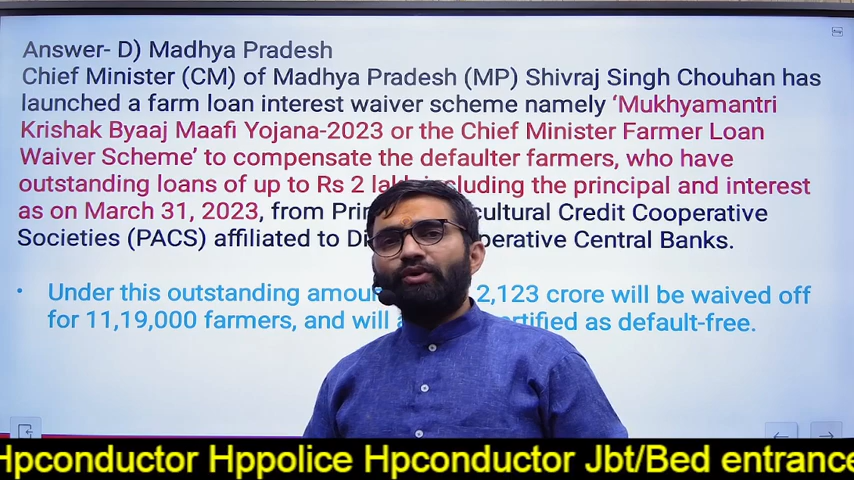 Answer- D) Madhya Pradesh
Chief Minister (CM) of Madhya Pradesh (MP) Shivraj Singh Chouhan has
launched a farm loan interest waiver scheme namely ‘Mukhyamantri
Krishak Byaaj Maafi Yojana-2023 or the Chief Minister Farmer Loan
Waiver Scheme’ to compensate the defaulter farmers, who have
outstanding loans of up to Rs 2 lakh including the principal and interest
as on March 31, 2023, from cultural Credit Cooperative
Societies (PACS) affiliated to perative Central Banks.
• Under this outstanding 2,123 crore will be waived off
for 11,19,000 farmers, and will as default-free.
Hpconductor Hppolice Hpconductor Jbt/Bed entrance